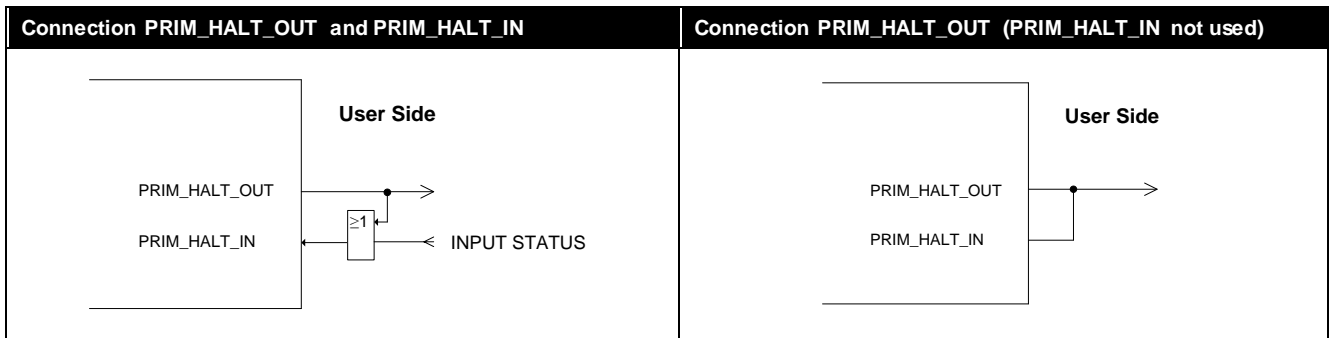 Connection PRIM_HALT_OUT and PRIM_HALT_IN
User Side
PRIM_HALT_OUT
≥1
PRIM_HALT_IN
INPUT STATUS
Connection PRIM_HALT_OUT (PRIM_HALT_IN not used)
User Side
PRIM_HALT_OUT
PRIM_HALT_IN